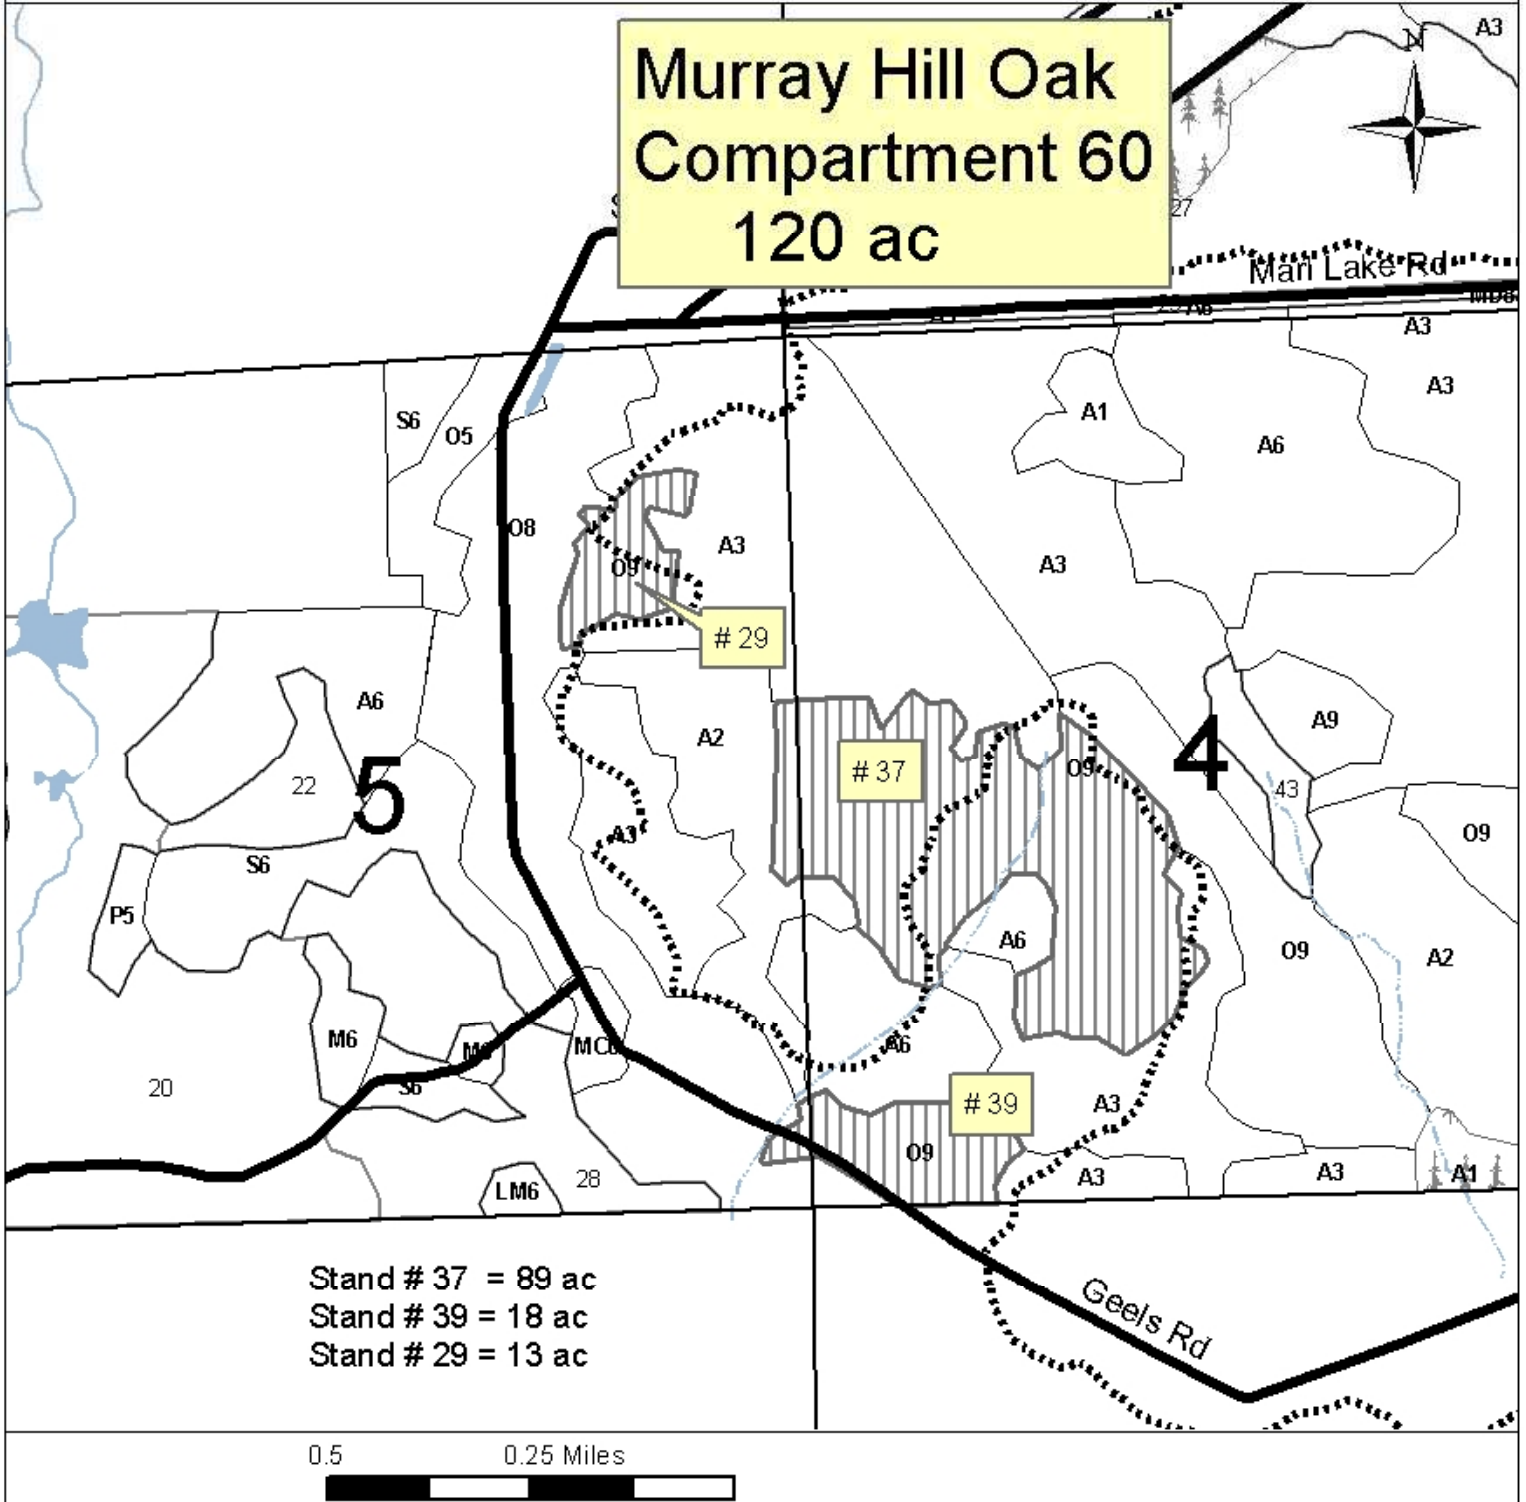 Murray Hill Oak
Compartment 60
120 ac
N
A3
27
Man Lake Rd
A3
A3
A1
A6
S6
O5
O8
A3
A3
O9
# 29
A6
A2
# 37
O9
4
A9
22
5
43
O9
A3
S6
P5
A6
O9
A2
M6
A6
20
S6
# 39
A3
O9
A3
A3
A1
LM6
28
Stand # 37 = 89 ac
Stand # 39 = 18 ac
Stand # 29 = 13 ac
Geels Rd
0.5
0.25 Miles